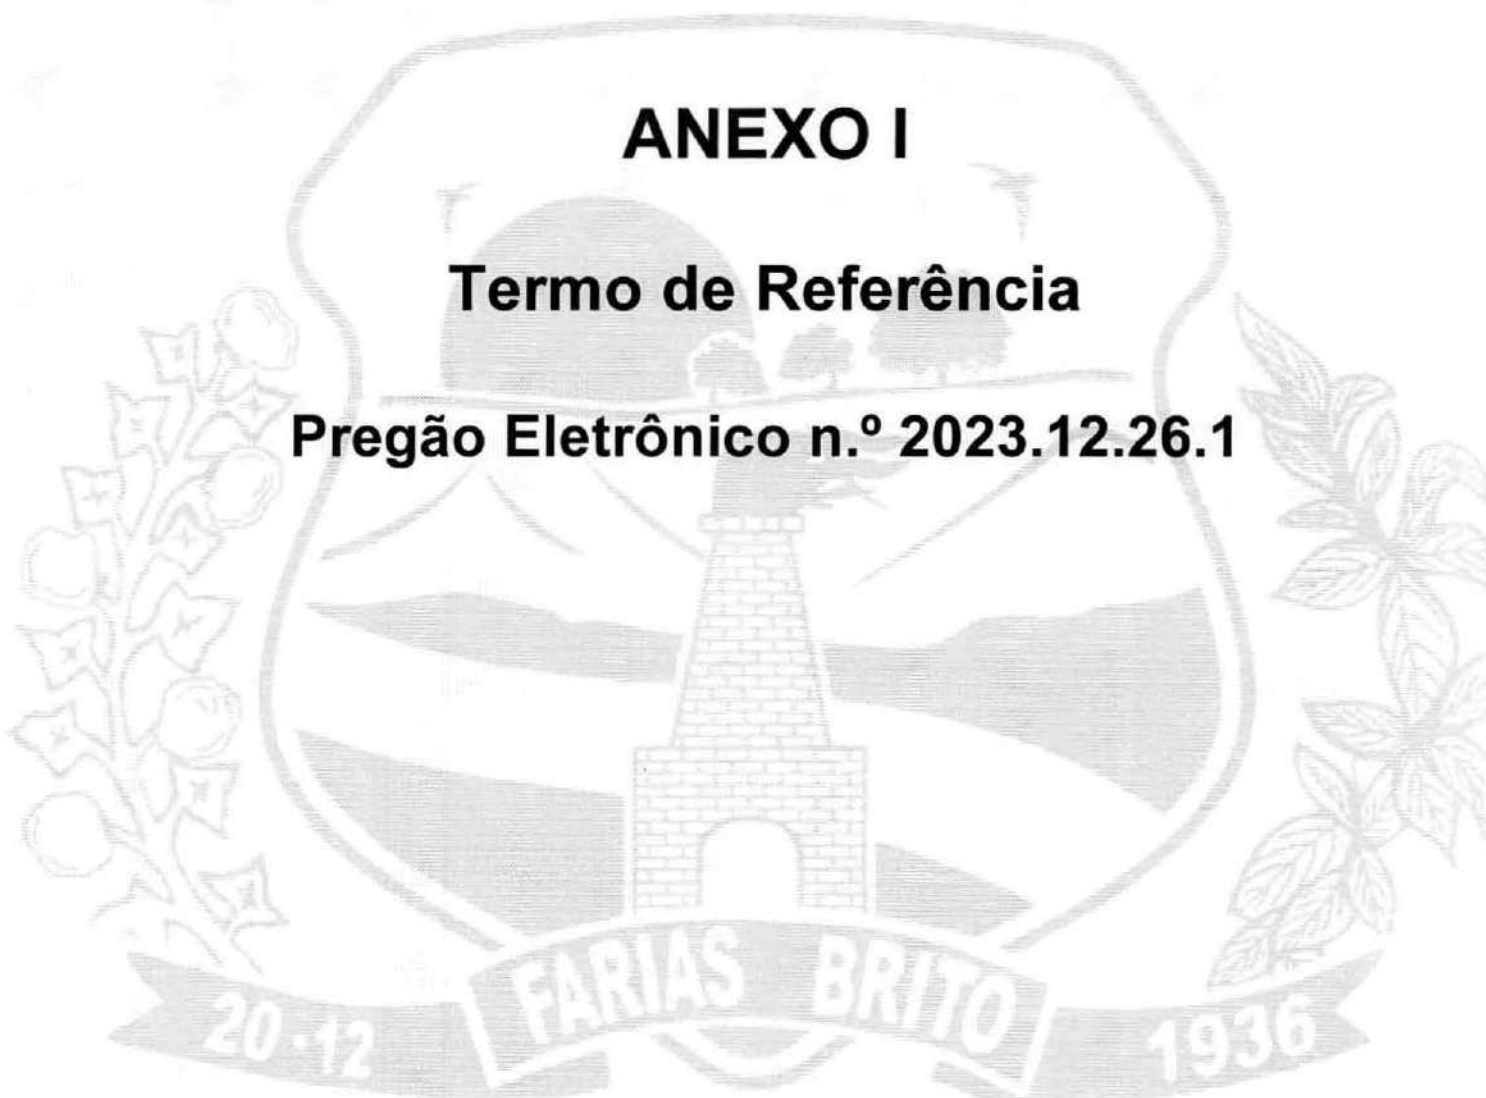 ANEXO I
Termo de Referência
Pregão Eletrônico n.º 2023.12.26.1
FARIAS BRITO
20-12
1936